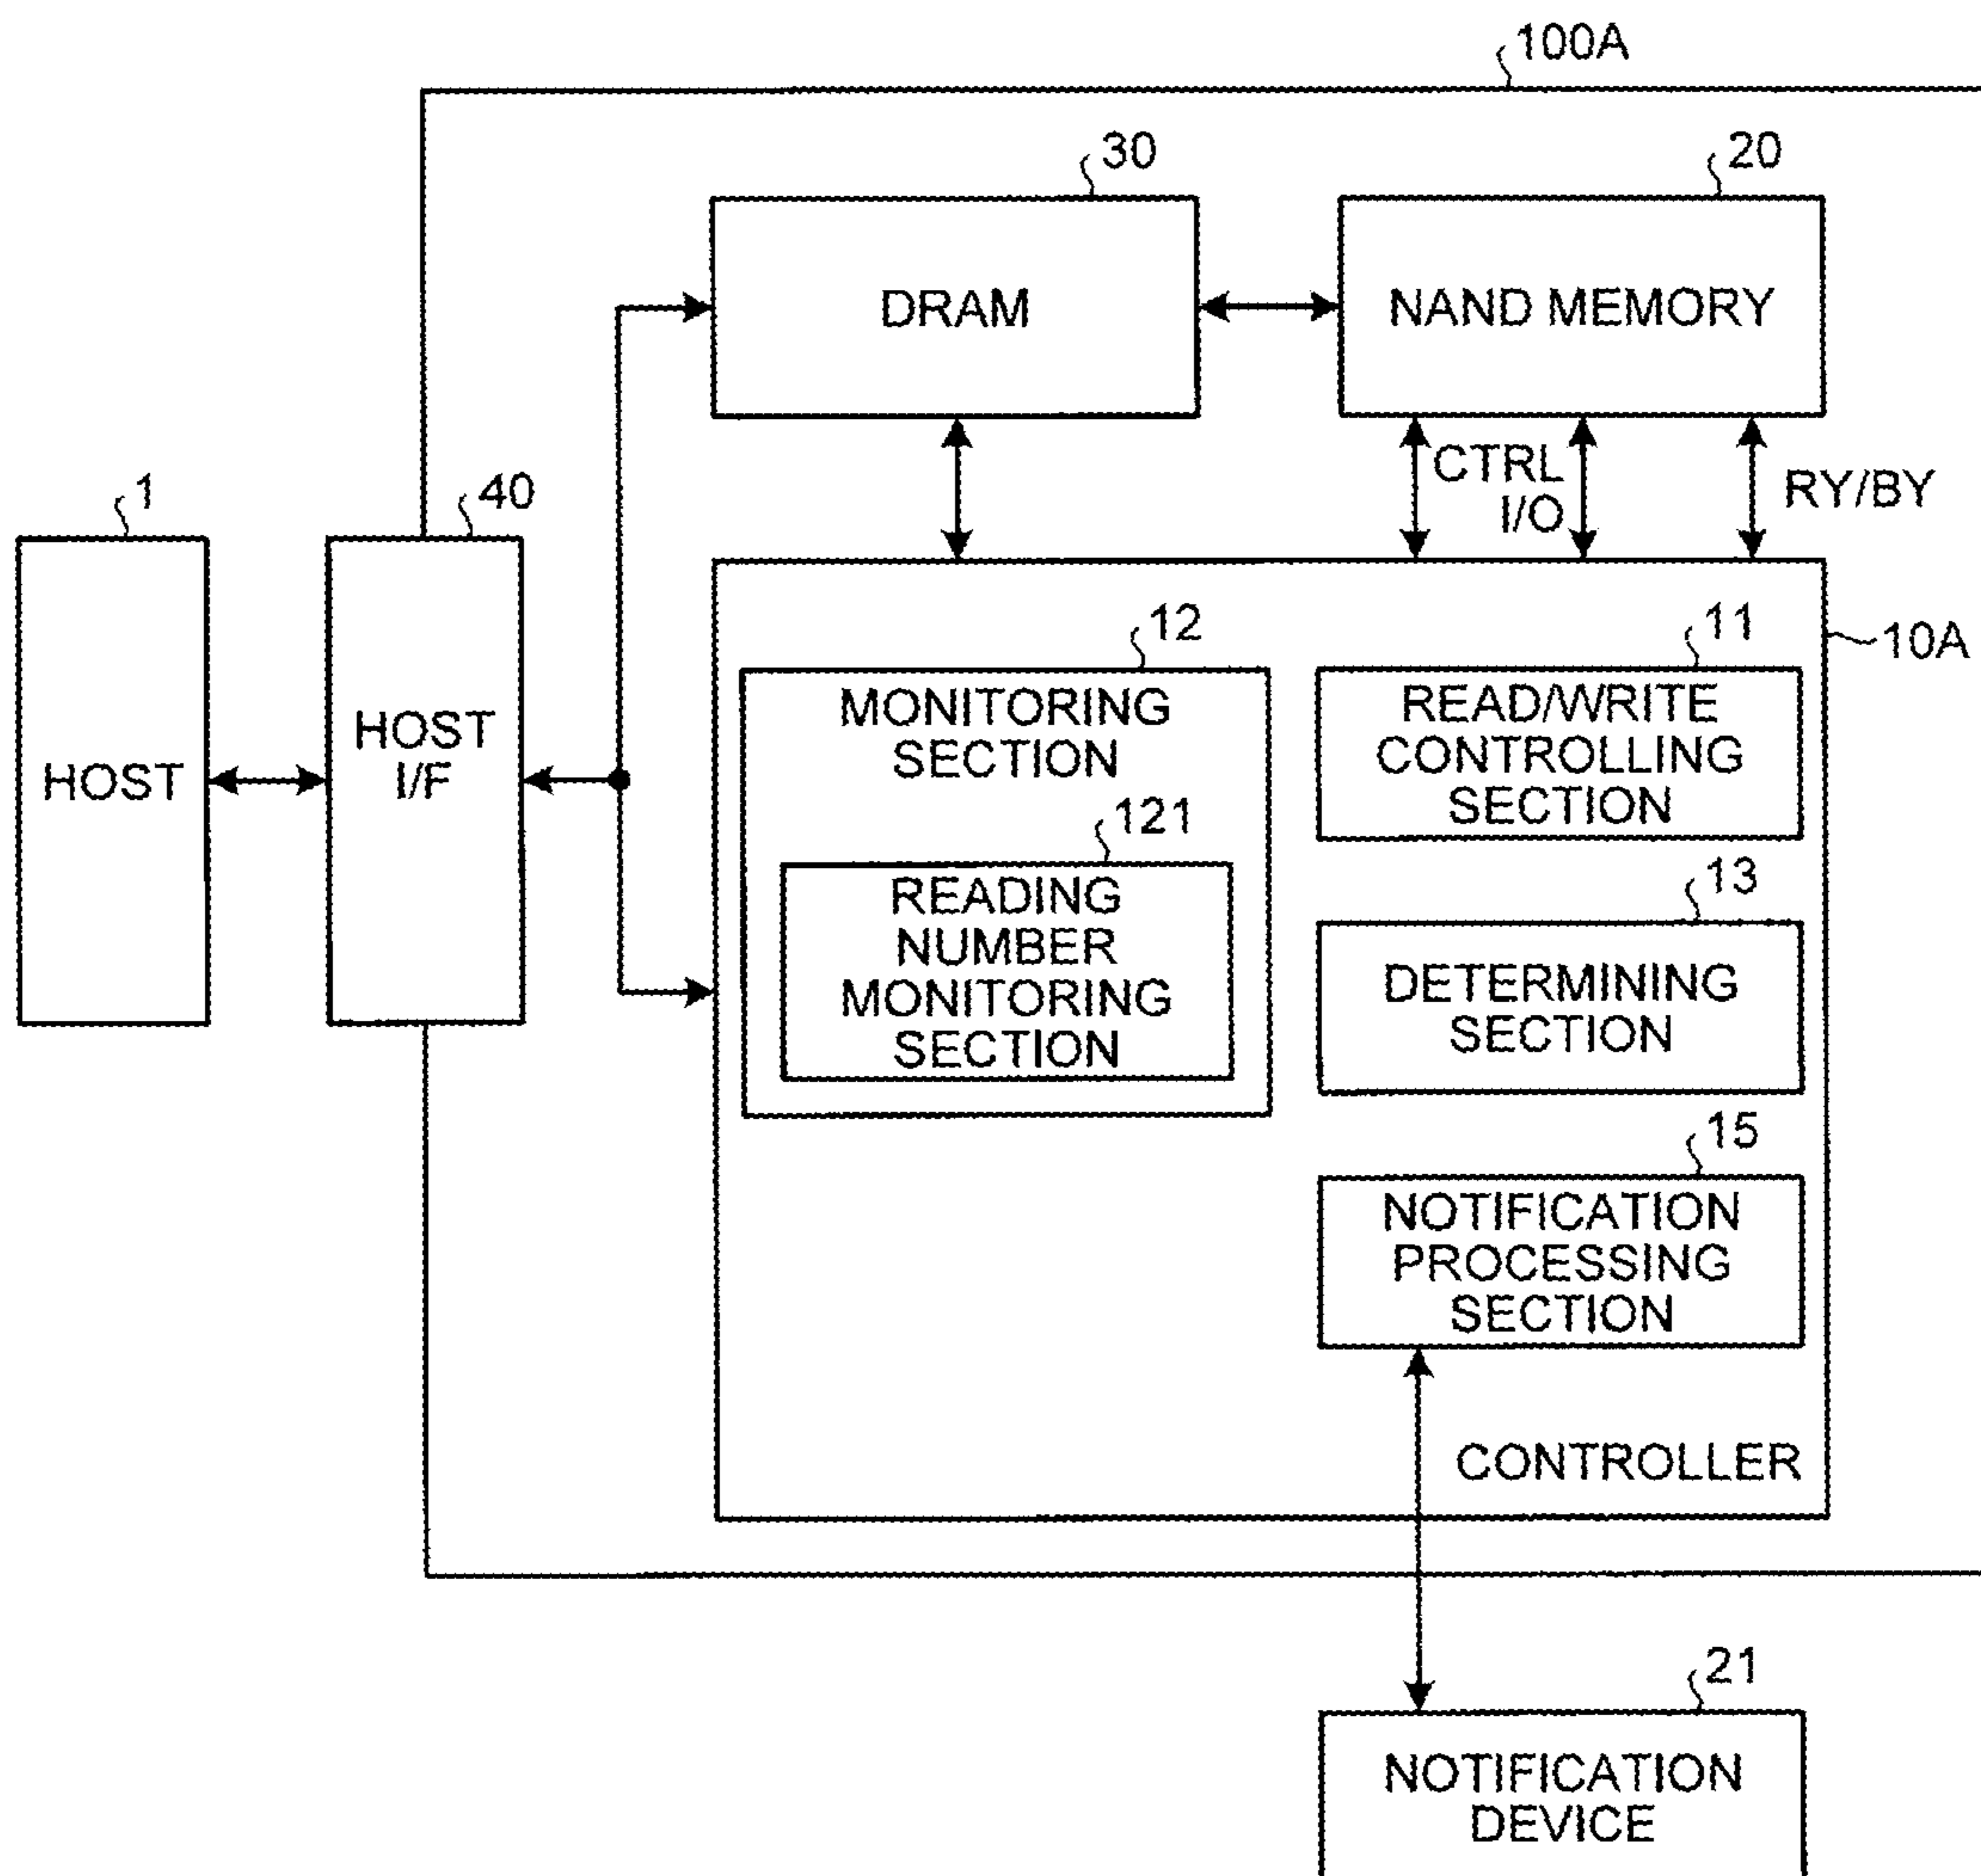 100A
30
20
DRAM
NAND MEMORY
CTRL
I/O
RY/BY
1
40
HOST
HOST
I/F
10A
12
11
MONITORING
SECTION
READ/WRITE
CONTROLLING
SECTION
121
READING
NUMBER
MONITORING
SECTION
13
DETERMINING
SECTION
15
NOTIFICATION
PROCESSING
SECTION
CONTROLLER
21
NOTIFICATION
DEVICE